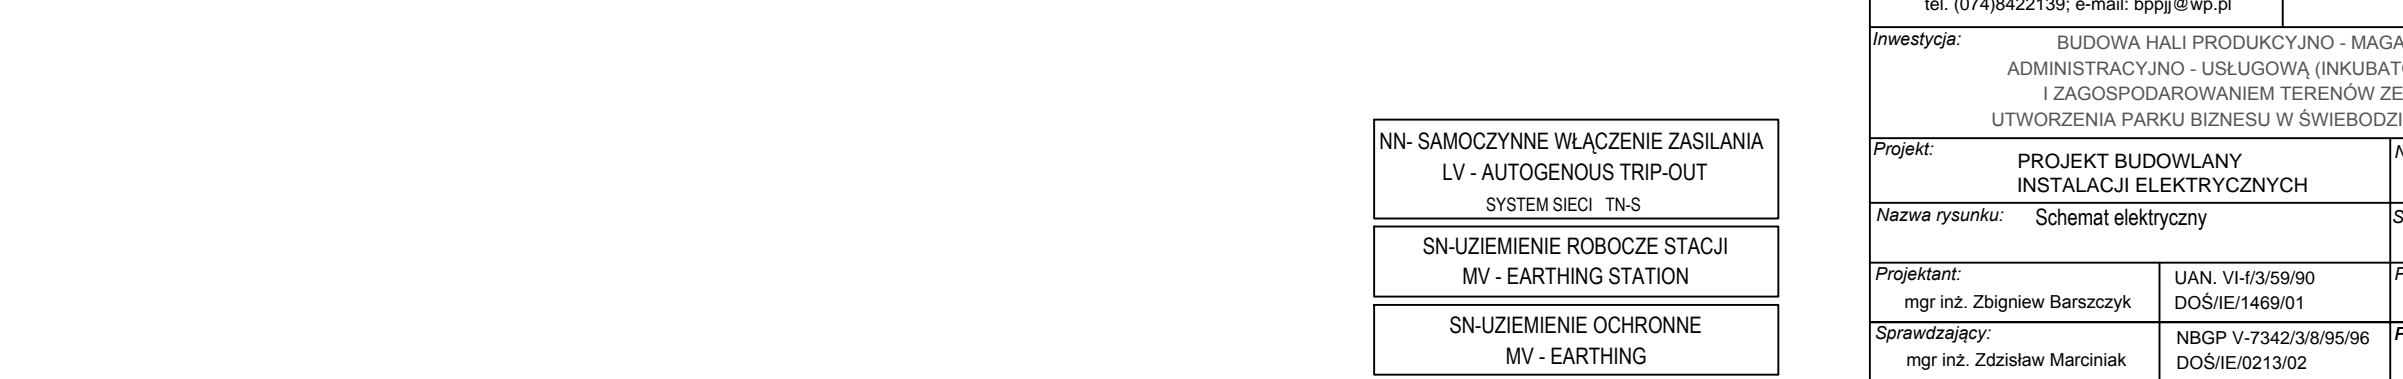 NN- SAMOCZYNNE WŁĄCZENIE ZASILANIA
LV - AUTOGENOUS TRIP-OUT
SYSTEM SIECI TN-S
SN-UZIEMIENIE ROBOCZE STACJI
MV - EARTHING STATION
SN-UZIEMIENIE OCHRONNE
MV - EARTHING
tel. (074)8422139; e-mail: bppjj@wp.pl
Inwestycja:
BUDOWA HALI PRODUKCYJNO - MAGA
ADMINISTRACYJNO - USŁUGOWĄ (INKUBAT
I ZAGOSPODAROWANIEM TERENÓW ZE
UTWORZENIA PARKU BIZNESU W ŚWIEBODZI
Projekt:
PROJEKT BUDOWLANY
INSTALACJI ELEKTRYCZNYCH
Nazwa rysunku: Schemat elektryczny
Projektant:
mgr inż. Zbigniew Barszczyk
UAN. VI-f/3/59/90
DOŚ/IE/1469/01
Sprawdzający:
mgr inż. Zdzisław Marciniak
NBGP V-7342/3/8/95/96
DOŚ/IE/0213/02